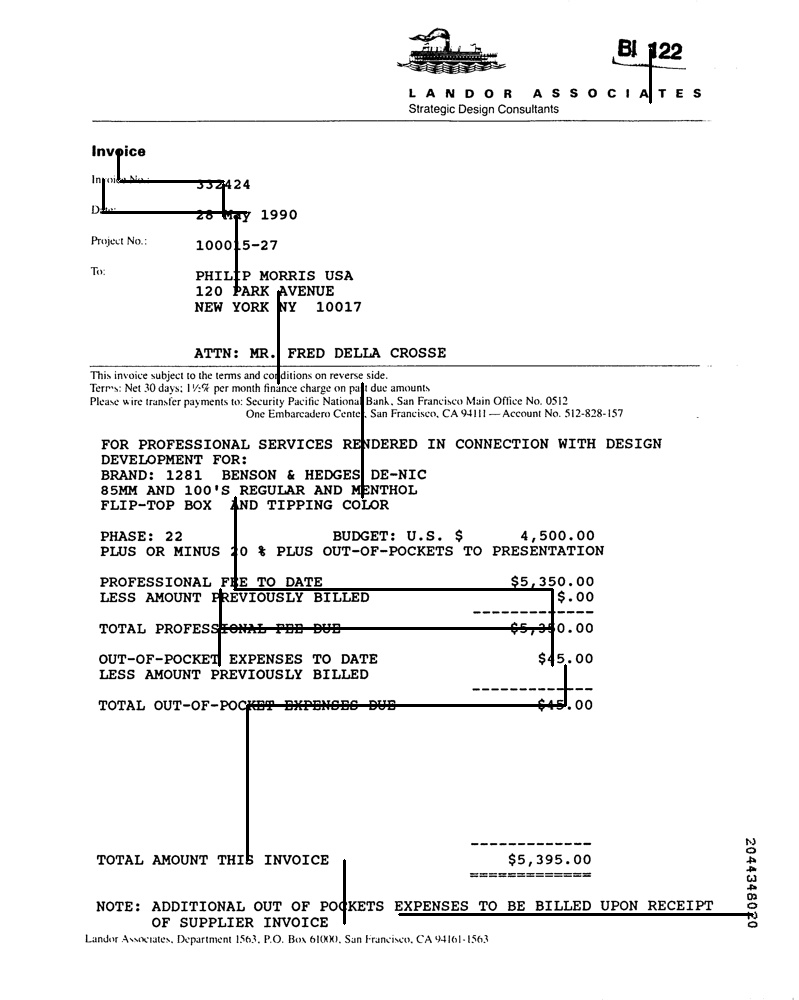 BI 122
LANDOR ASSOCIATES
Strategic Design Consultants
Invoice
Invoice No.: 332424
Date: 28 May 1990
Project No.: 100015-27
To: PHILIP MORRIS USA
120 PARK AVENUE
NEW YORK NY 10017
ATTN: MR. FRED DELLA CROSSE
This invoice subject to the terms and conditions on reverse side.
Terms: Net 30 days; 1½% per month finance charge on past due amounts
Please wire transfer payments to: Security Pacific National Bank, San Francisco Main Office No. 0512
One Embarcadero Center, San Francisco, CA 94111 — Account No. 512-828-157
FOR PROFESSIONAL SERVICES RENDERED IN CONNECTION WITH DESIGN
DEVELOPMENT FOR:
BRAND: 1281 BENSON & HEDGES DE-NIC
85MM AND 100'S REGULAR AND MENTHOL
FLIP-TOP BOX AND TIPPING COLOR
PHASE: 22 BUDGET: U.S. $ 4,500.00
PLUS OR MINUS 20 % PLUS OUT-OF-POCKETS TO PRESENTATION
PROFESSIONAL FEE TO DATE $5,350.00
LESS AMOUNT PREVIOUSLY BILLED $.00
TOTAL PROFESSIONAL FEE DUE $5,350.00
OUT-OF-POCKET EXPENSES TO DATE $45.00
LESS AMOUNT PREVIOUSLY BILLED
TOTAL OUT-OF-POCKET EXPENSES DUE $45.00
TOTAL AMOUNT THIS INVOICE $5,395.00
NOTE: ADDITIONAL OUT OF POCKETS EXPENSES TO BE BILLED UPON RECEIPT
OF SUPPLIER INVOICE
Landor Associates, Department 1563, P.O. Box 61000, San Francisco, CA 94161-1563